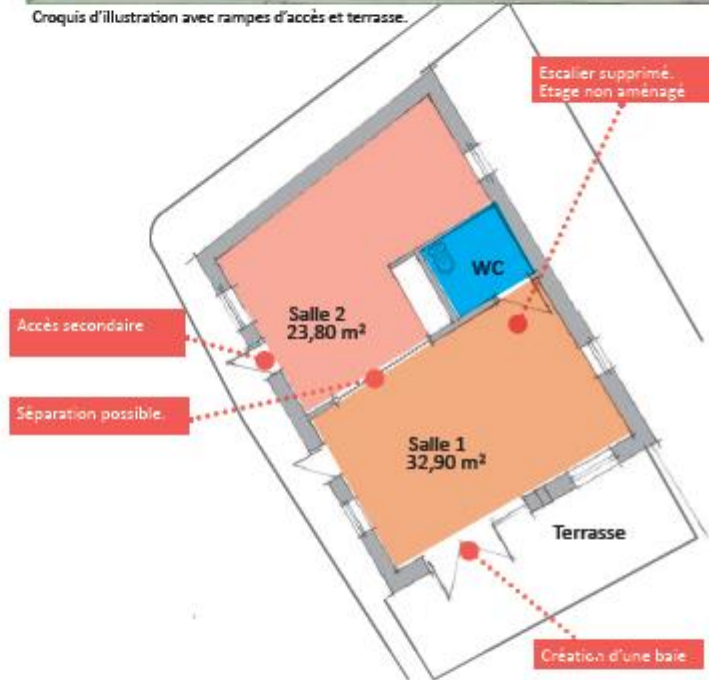 Croquis d'illustration avec rampes d'accès et terrasse.
Escalier supprimé.
Etage non aménagé
WC
Salle 2
23,80 m²
Accès secondaire
Séparation possible.
Salle 1
32,90 m²
Terrasse
Création d'une baie